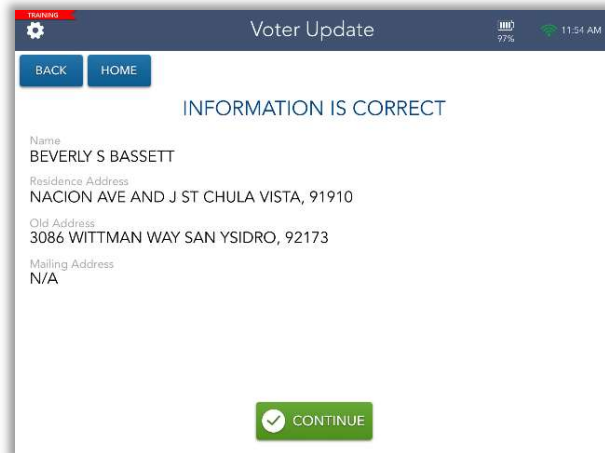 TRAINING
Voter Update
97%
11:54 AM
BACK
HOME
INFORMATION IS CORRECT
Name
BEVERLY S BASSETT
Residence Address
NACION AVE AND J ST CHULA VISTA, 91910
Old Address
3086 WITTMAN WAY SAN YSIDRO, 92173
Mailing Address
N/A
CONTINUE